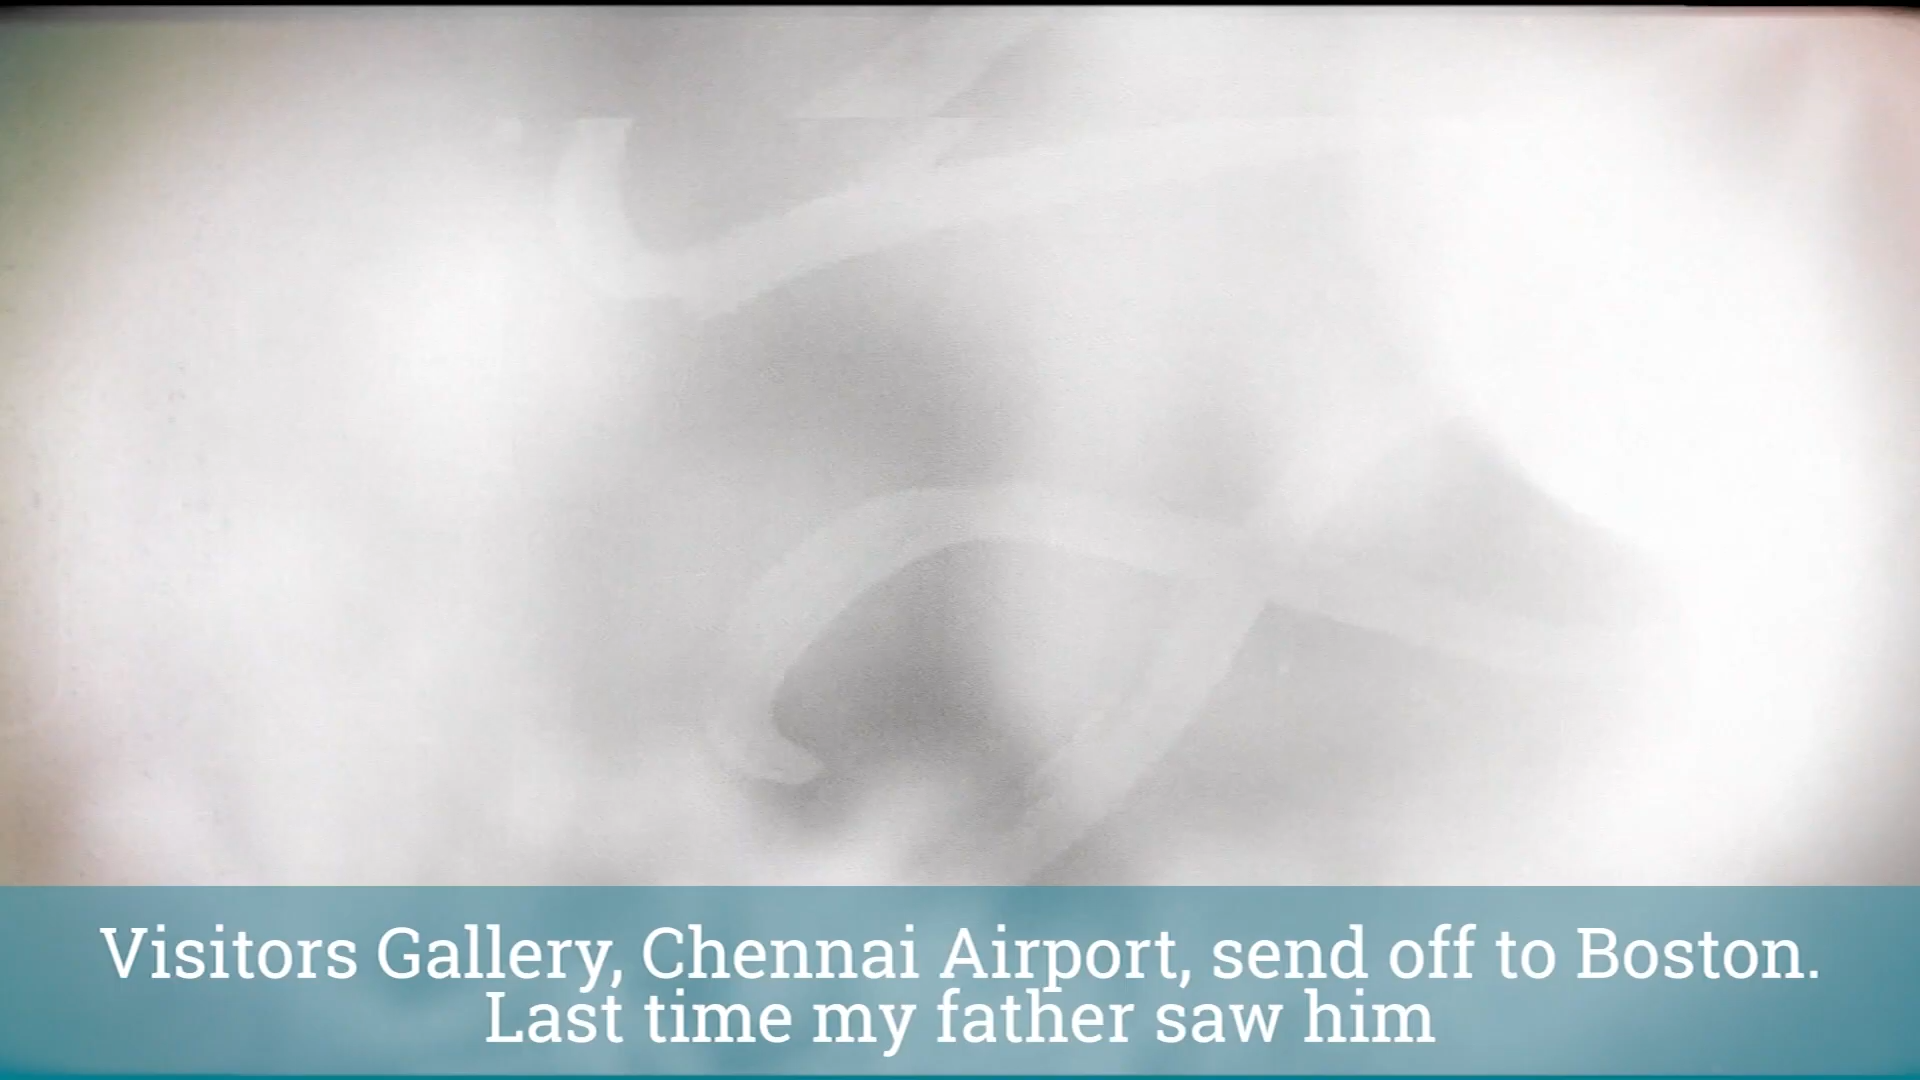 Visitors Gallery, Chennai Airport, send off to Boston.
Last time my father saw him